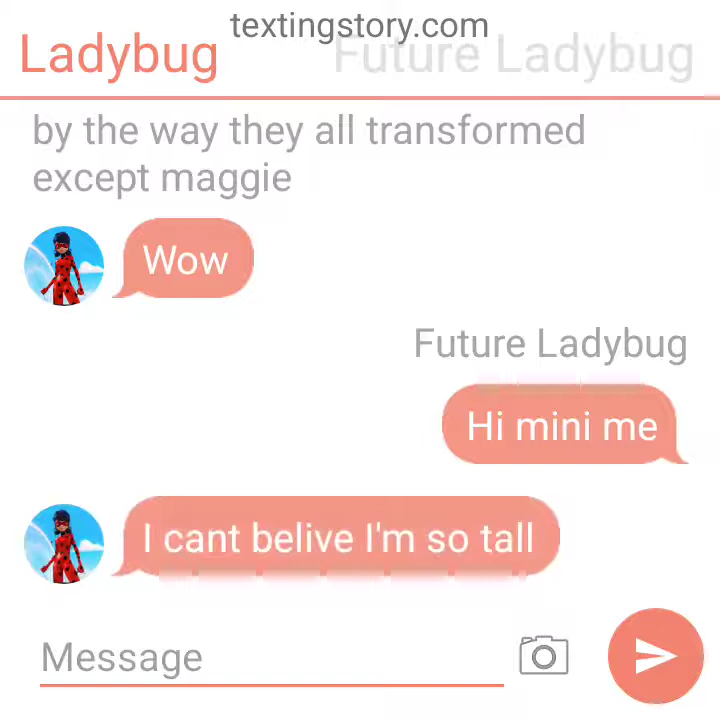 textingstory.com
Ladybug
Future Ladybug
by the way they all transformed
except maggie
Wow
Future Ladybug
Hi mini me
I cant belive I'm so tall
Message